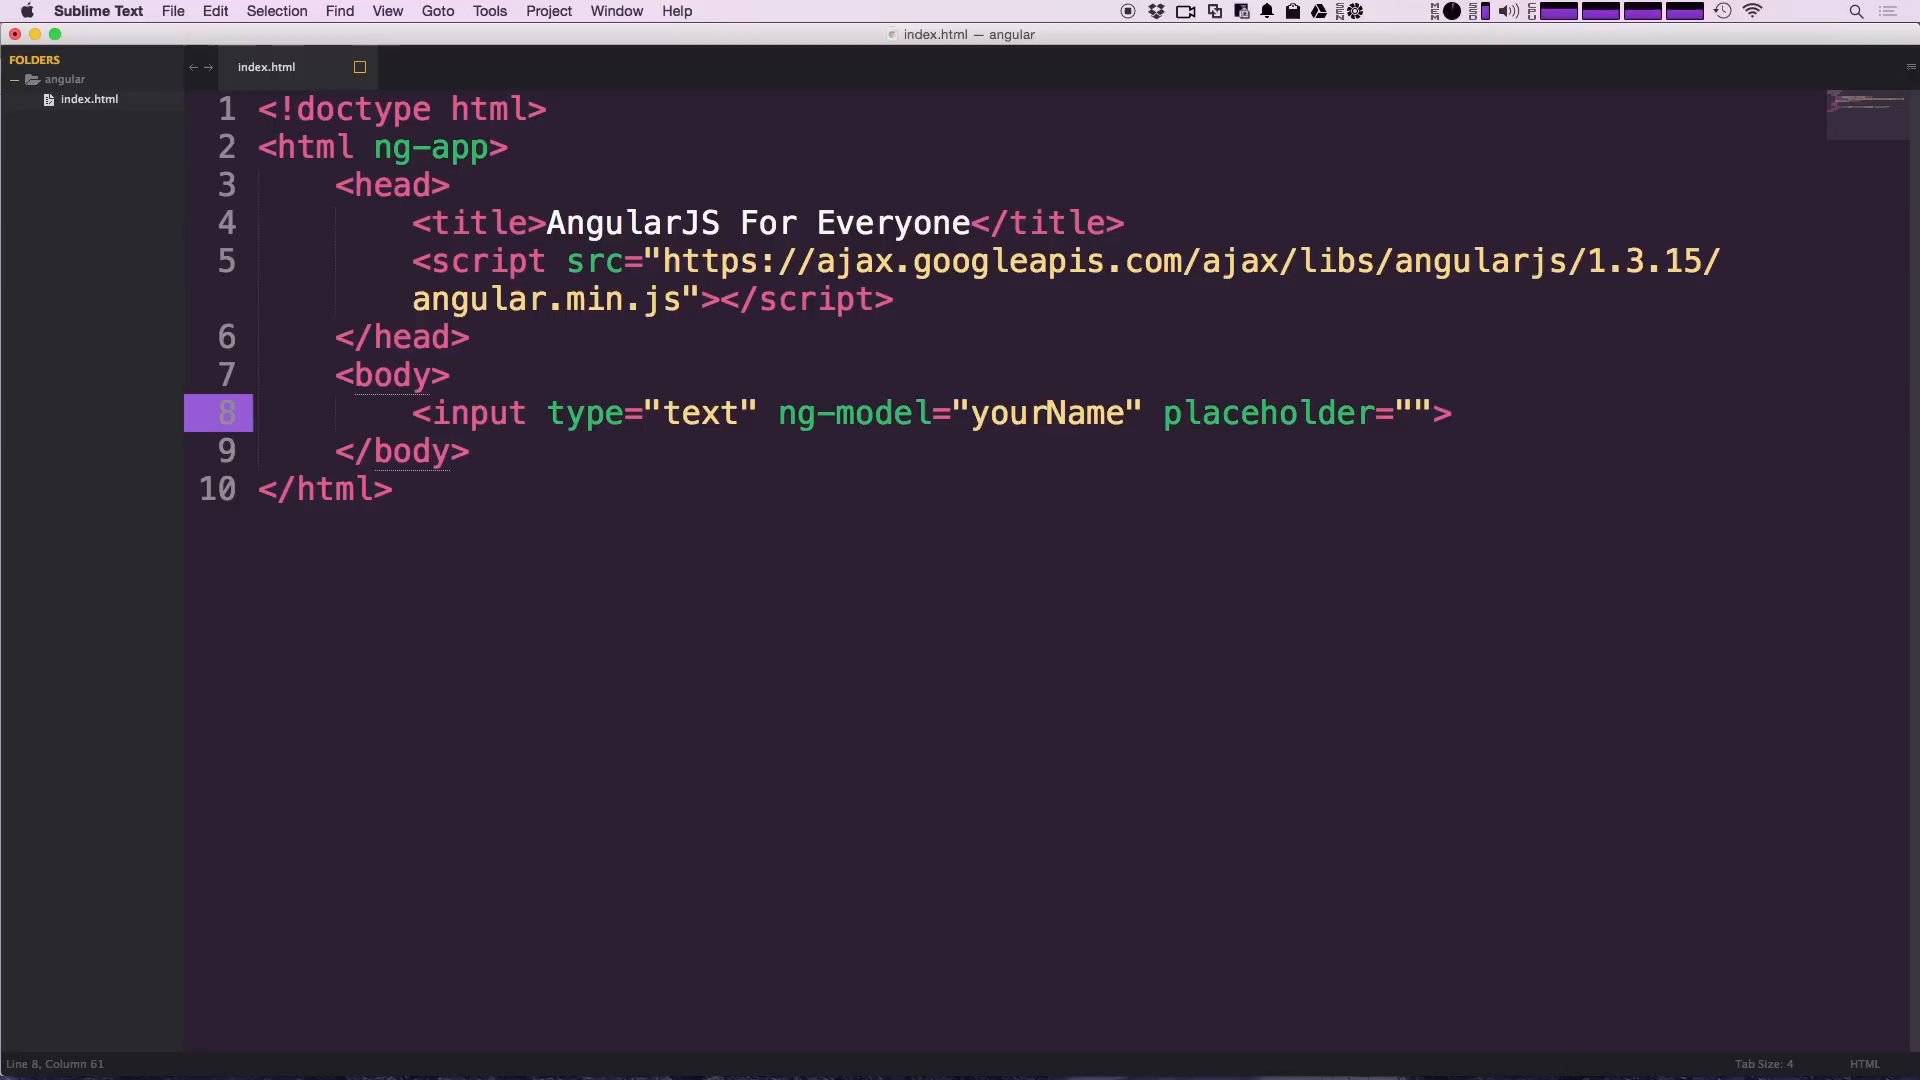 Sublime Text File Edit Selection Find View Goto Tools Project Window Help
index.html — angular
FOLDERS
angular
index.html
index.html
1 <!doctype html>
2 <html ng-app>
3 <head>
4 <title>AngularJS For Everyone</title>
5 <script src="https://ajax.googleapis.com/ajax/libs/angularjs/1.3.15/
angular.min.js"></script>
6 </head>
7 <body>
8 <input type="text" ng-model="yourName" placeholder="">
9 </body>
10 </html>
Line 8, Column 61
Tab Size: 4 HTML